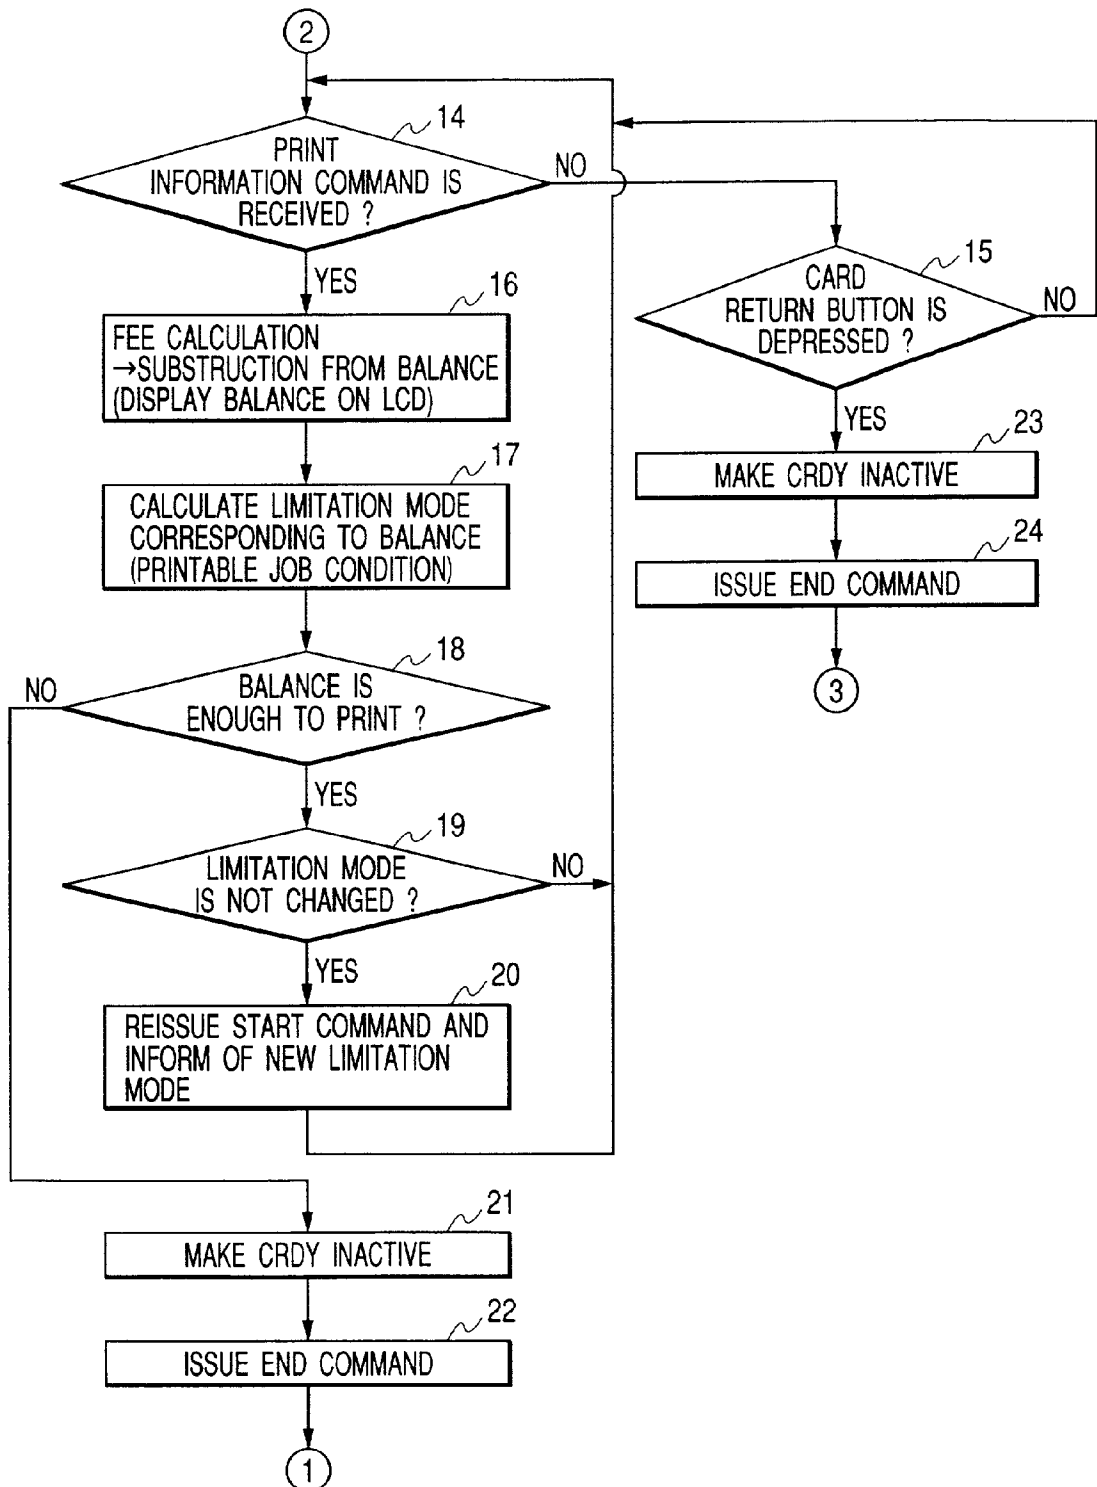 2
14
PRINT
INFORMATION COMMAND IS
RECEIVED ?
NO
YES
15
CARD
RETURN BUTTON IS
DEPRESSED ?
NO
YES
16
FEE CALCULATION
→SUBSTRUCTION FROM BALANCE
(DISPLAY BALANCE ON LCD)
17
CALCULATE LIMITATION MODE
CORRESPONDING TO BALANCE
(PRINTABLE JOB CONDITION)
23
MAKE CRDY INACTIVE
24
ISSUE END COMMAND
3
18
NO
BALANCE IS
ENOUGH TO PRINT ?
YES
19
LIMITATION MODE
IS NOT CHANGED ?
NO
YES
20
REISSUE START COMMAND AND
INFORM OF NEW LIMITATION
MODE
21
MAKE CRDY INACTIVE
22
ISSUE END COMMAND
1